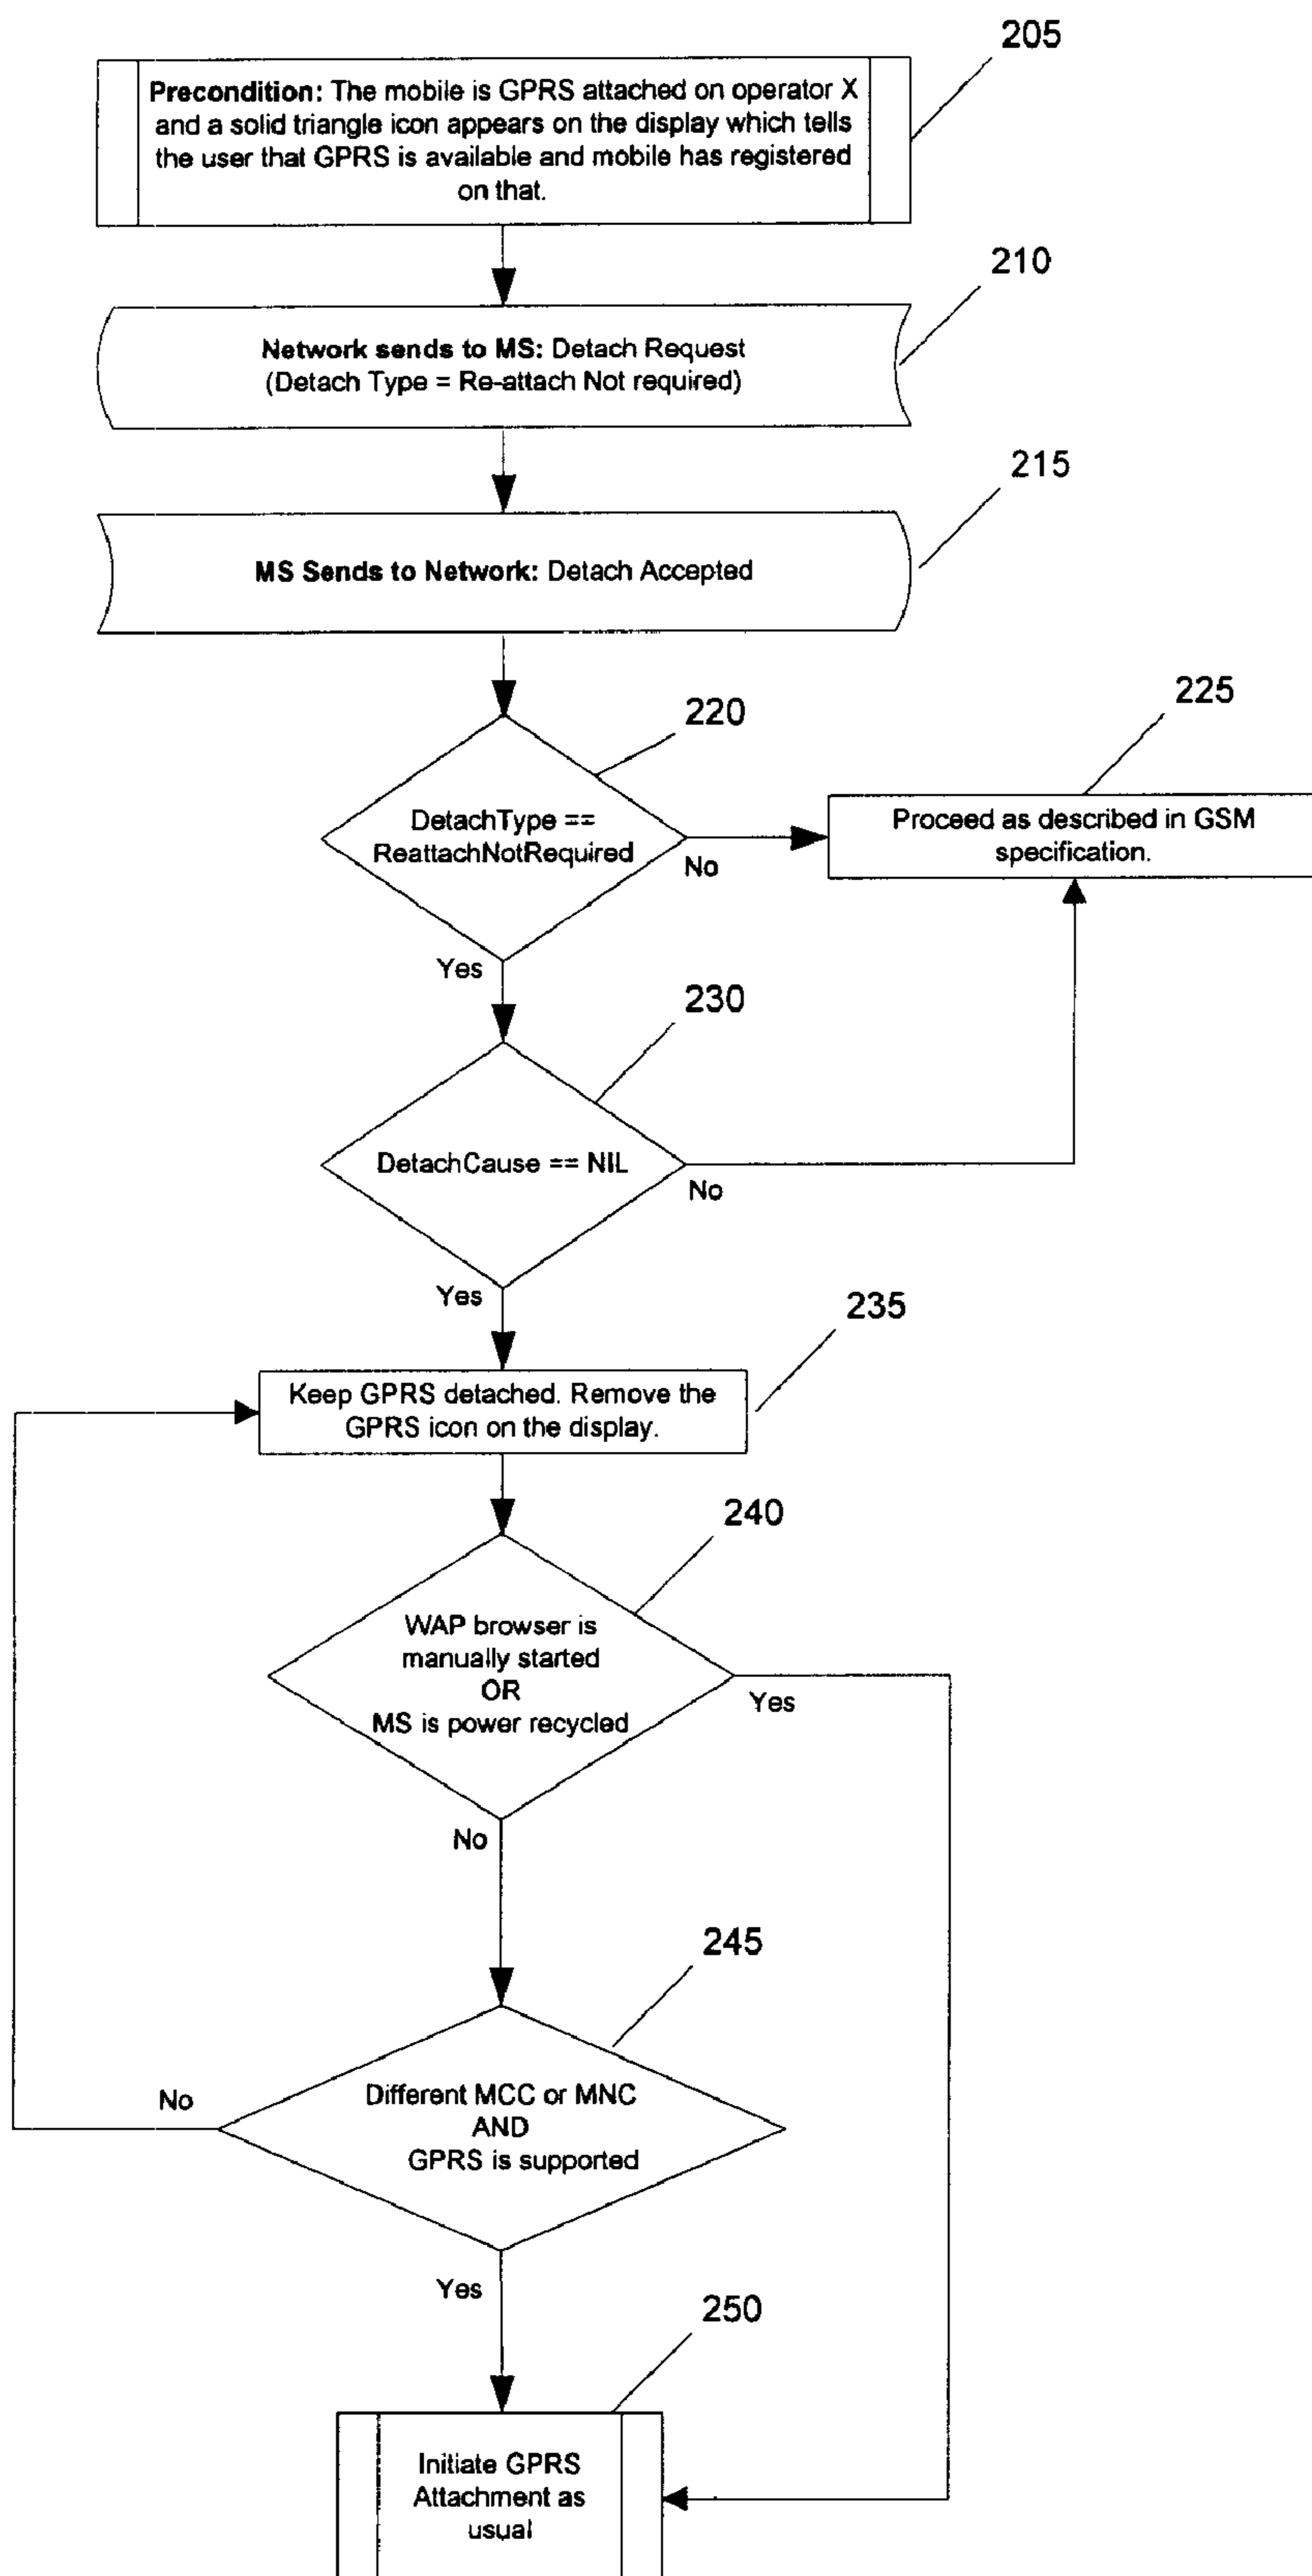 205
Precondition: The mobile is GPRS attached on operator X
and a solid triangle icon appears on the display which tells
the user that GPRS is available and mobile has registered
on that.
210
Network sends to MS: Detach Request
(Detach Type = Re-attach Not required)
215
MS Sends to Network: Detach Accepted
220
225
DetachType ==
ReattachNotRequired
No
Proceed as described in GSM
specification.
Yes
230
DetachCause == NIL
No
Yes
235
Keep GPRS detached. Remove the
GPRS icon on the display.
240
WAP browser is
manually started
OR
MS is power recycled
Yes
No
245
Different MCC or MNC
AND
GPRS is supported
No
Yes
250
Initiate GPRS
Attachment as
usual